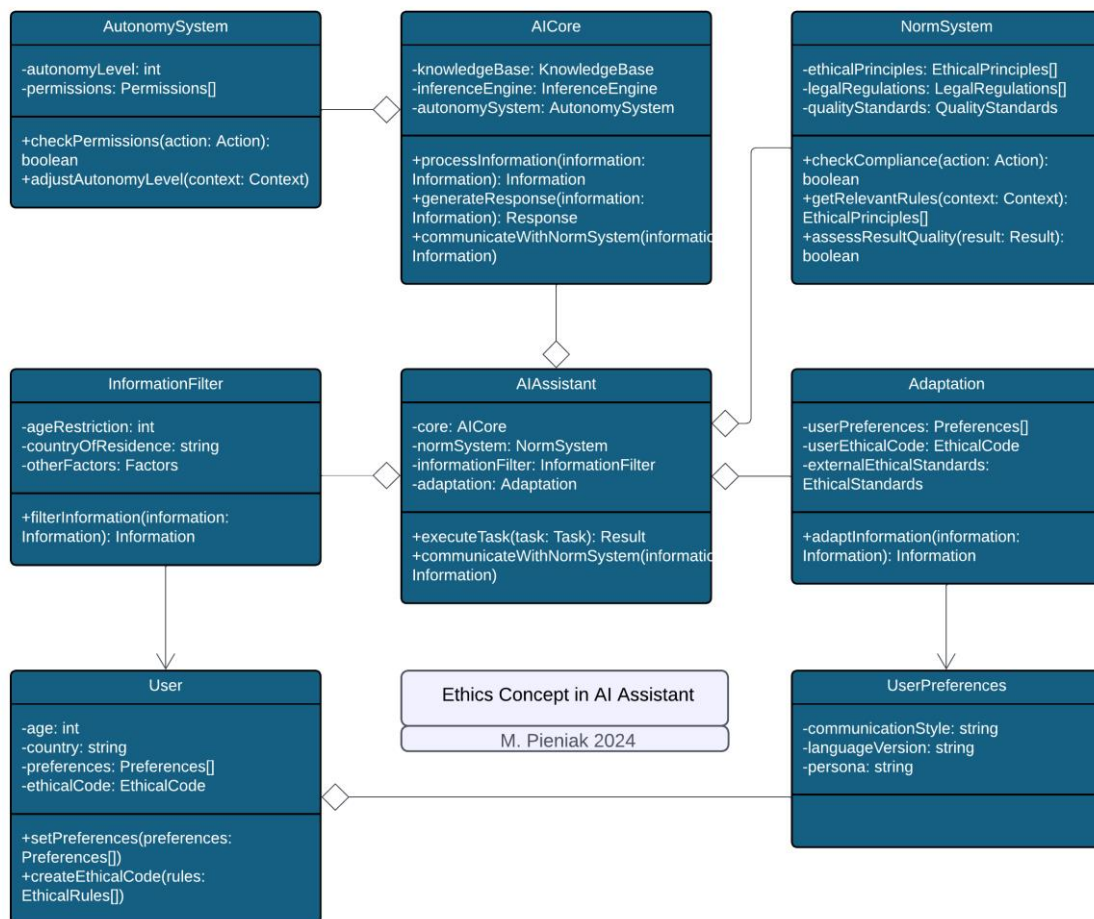 AutonomySystem
-autonomyLevel: int
-permissions: Permissions[]
+checkPermissions(action: Action):
boolean
+adjustAutonomyLevel(context: Context)
AICore
-knowledgeBase: KnowledgeBase
-inferenceEngine: InferenceEngine
-autonomySystem: AutonomySystem
+processInformation(information:
Information): Information
+generateResponse(information:
Information): Response
+communicateWithNormSystem(informatio
Information)
NormSystem
-ethicalPrinciples: EthicalPrinciples[]
-legalRegulations: LegalRegulations[]
-qualityStandards: QualityStandards
+checkCompliance(action: Action):
boolean
+getRelevantRules(context: Context):
EthicalPrinciples[]
+assessResultQuality(result: Result):
boolean
InformationFilter
-ageRestriction: int
-countryOfResidence: string
-otherFactors: Factors
+filterInformation(information:
Information): Information
AIAssistant
-core: AICore
-normSystem: NormSystem
-informationFilter: InformationFilter
-adaptation: Adaptation
+executeTask(task: Task): Result
+communicateWithNormSystem(informatio
Information)
Adaptation
-userPreferences: Preferences[]
-userEthicalCode: EthicalCode
-externalEthicalStandards:
EthicalStandards
+adaptInformation(information:
Information): Information
User
-age: int
-country: string
-preferences: Preferences[]
-ethicalCode: EthicalCode
+setPreferences(preferences:
Preferences[])
+createEthicalCode(rules:
EthicalRules[])
Ethics Concept in AI Assistant
M. Pieniak 2024
UserPreferences
-communicationStyle: string
-languageVersion: string
-persona: string